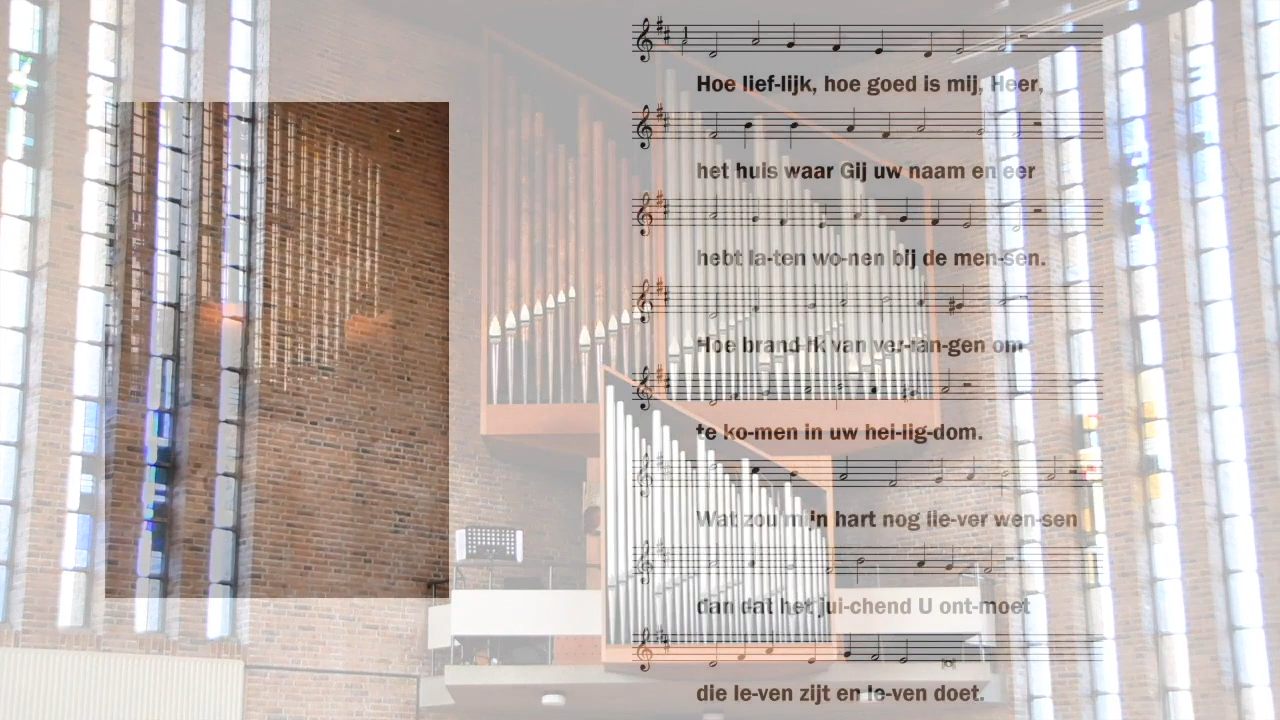 Hoe lief-lijk, hoe goed is mij, Heer,
het huis waar Gij uw naam en eer
hebt la-ten wo-nen bij de men-sen.
Hoe brand ik van ver-lan-gen om
te ko-men in uw hei-lig-dom.
Wat zou mijn hart nog lie-ver wen-sen
dan dat het jui-chend U ont-moet
die le-ven zijt en le-ven doet.